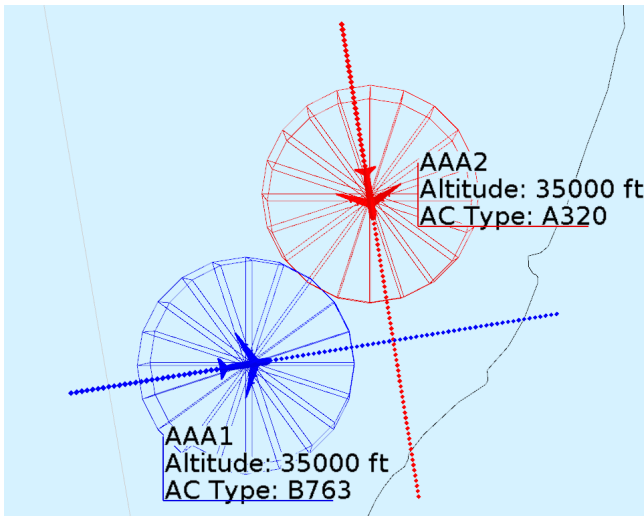 AAA2
Altitude: 35000 ft
AC Type: A320
AAA1
Altitude: 35000 ft
AC Type: B763